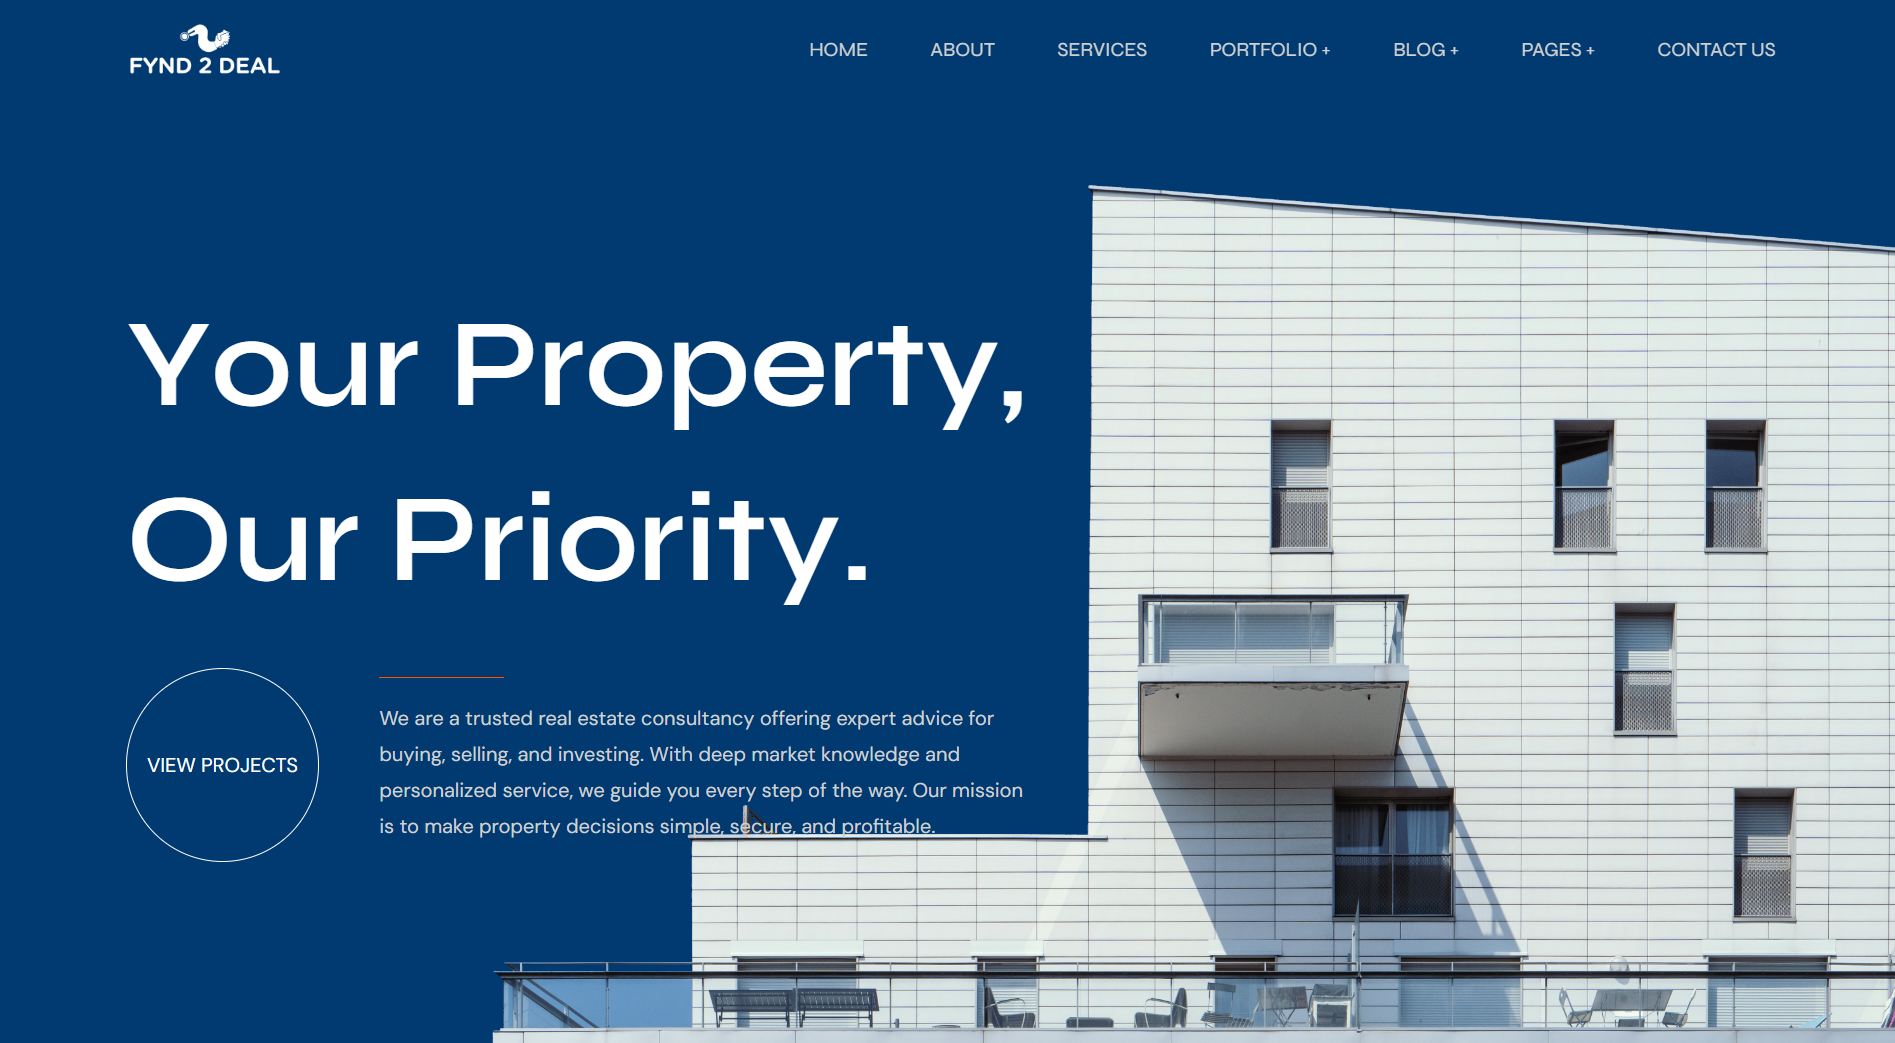 FYND 2 DEAL
HOME ABOUT SERVICES PORTFOLIO + BLOG + PAGES + CONTACT US
Your Property,
Our Priority.
VIEW PROJECTS
We are a trusted real estate consultancy offering expert advice for
buying, selling, and investing. With deep market knowledge and
personalized service, we guide you every step of the way. Our mission
is to make property decisions simple, secure, and profitable.